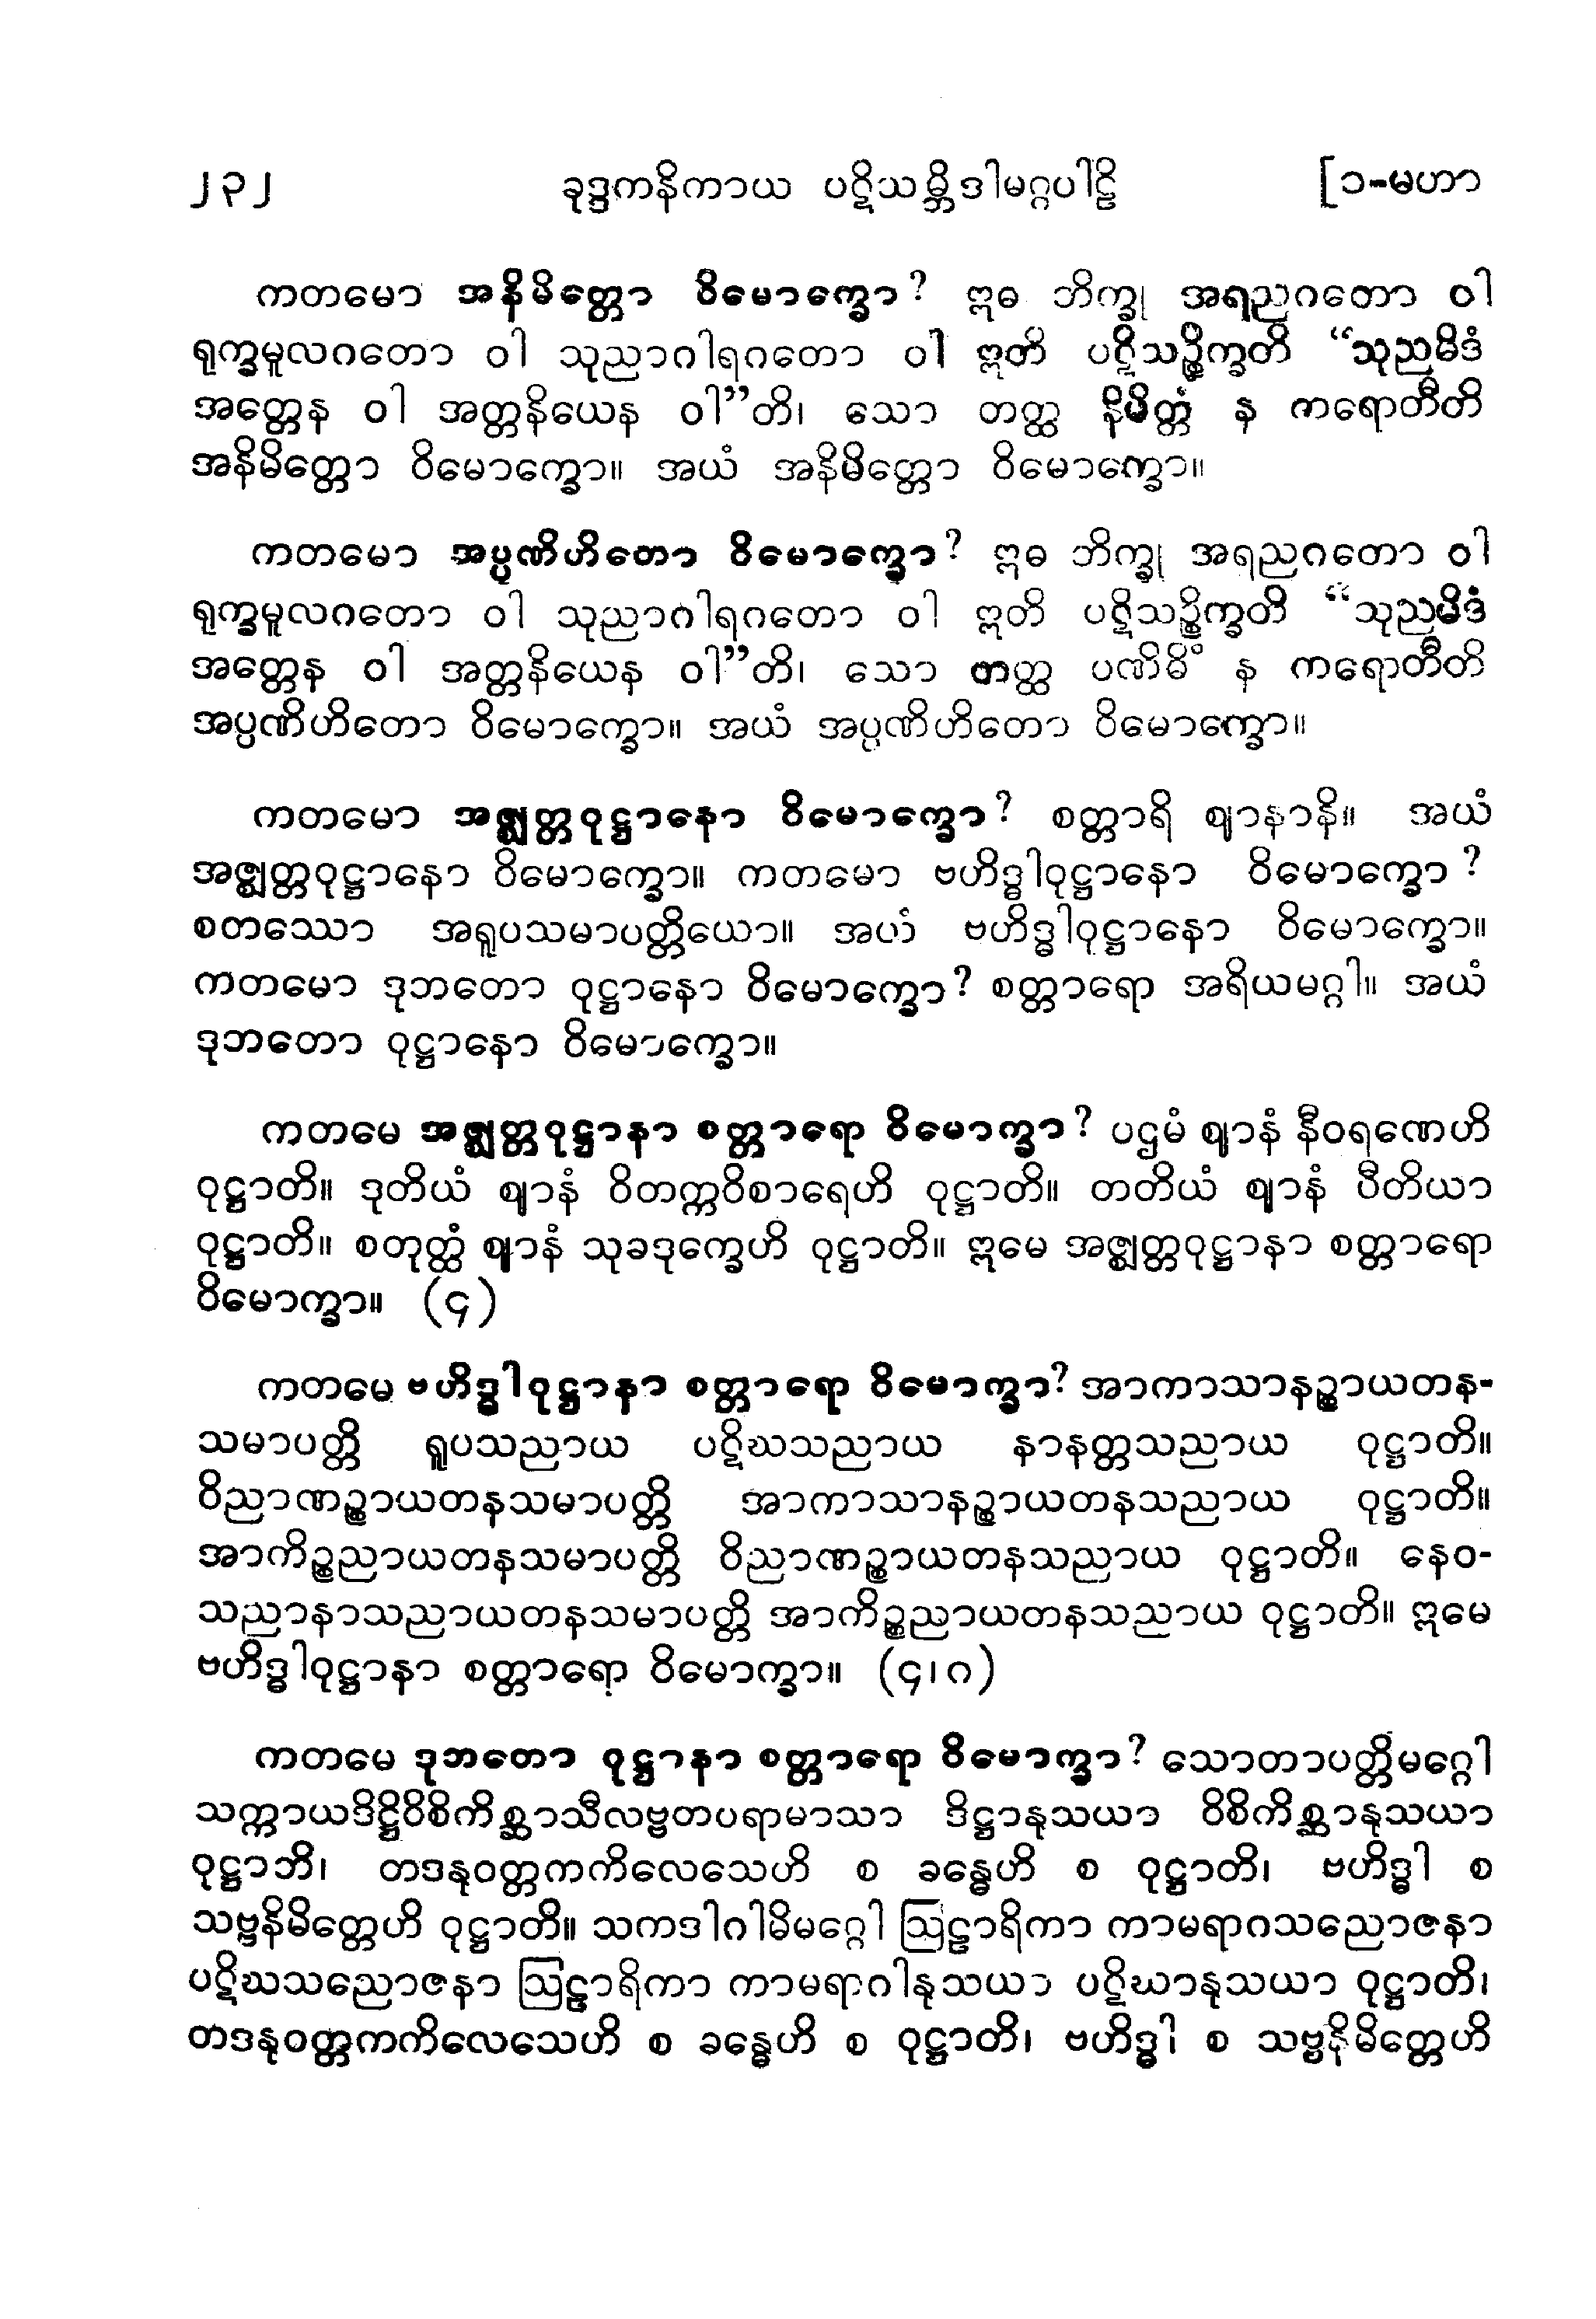 ၂၃၂ ခုဒ္ဒကနိကာယ ပဋိသမ္ဘိဒါမဂ္ဂပါဠိ [၁-မဟာ
ကတမော အနိမိတ္တော ဝိမောက္ခော? ဣဓ ဘိက္ခု အရညဂတော ဝါ
ရုက္ခမူလဂတော ဝါ သုညာဂါရဂတော ဝါ ဣတိ ပဋိသဉ္စိက္ခတိ “သုညမိဒံ
အတ္တေန ဝါ အတ္တနိယေန ဝါ”တိ၊ သော တတ္ထ နိမိတ္တံ န ကရောတီတိ
အနိမိတ္တော ဝိမောက္ခော။ အယံ အနိမိတ္တော ဝိမောက္ခော။
ကတမော အပ္ပဏိဟိတော ဝိမောက္ခော? ဣဓ ဘိက္ခု အရညဂတော ဝါ
ရုက္ခမူလဂတော ဝါ သုညာဂါရဂတော ဝါ ဣတိ ပဋိသဉ္စိက္ခတိ “သုညမိဒံ
အတ္တေန ဝါ အတ္တနိယေန ဝါ”တိ၊ သော တတ္ထ ပဏိဓိံ န ကရောတီတိ
အပ္ပဏိဟိတော ဝိမောက္ခော။ အယံ အပ္ပဏိဟိတော ဝိမောက္ခော။
ကတမော အဇ္ဈတ္တဝုဋ္ဌာနော ဝိမောက္ခော? စတ္တာရိ ဈာနာနိ။ အယံ
အဇ္ဈတ္တဝုဋ္ဌာနော ဝိမောက္ခော။ ကတမော ဗဟိဒ္ဓါဝုဋ္ဌာနော ဝိမောက္ခော?
စတဿော အရူပသမာပတ္တိယော။ အယံ ဗဟိဒ္ဓါဝုဋ္ဌာနော ဝိမောက္ခော။
ကတမော ဒုဘတော ဝုဋ္ဌာနော ဝိမောက္ခော? စတ္တာရော အရိယမဂ္ဂါ။ အယံ
ဒုဘတော ဝုဋ္ဌာနော ဝိမောက္ခော။
ကတမေ အဇ္ဈတ္တဝုဋ္ဌာနာ စတ္တာရော ဝိမောက္ခာ? ပဌမံ ဈာနံ နီဝရဏေဟိ
ဝုဋ္ဌာတိ။ ဒုတိယံ ဈာနံ ဝိတက္ကဝိစာရေဟိ ဝုဋ္ဌာတိ။ တတိယံ ဈာနံ ပီတိယာ
ဝုဋ္ဌာတိ။ စတုတ္ထံ ဈာနံ သုခဒုက္ခေဟိ ဝုဋ္ဌာတိ။ ဣမေ အဇ္ဈတ္တဝုဋ္ဌာနာ စတ္တာရော
ဝိမောက္ခာ။ (၄)
ကတမေ ဗဟိဒ္ဓါဝုဋ္ဌာနာ စတ္တာရော ဝိမောက္ခာ? အာကာသာနဉ္စာယတန-
သမာပတ္တိ ရူပသညာယ ပဋိဃသညာယ နာနတ္တသညာယ ဝုဋ္ဌာတိ။
ဝိညာဏဉ္စာယတနသမာပတ္တိ အာကာသာနဉ္စာယတနသညာယ ဝုဋ္ဌာတိ။
အာကိဉ္စညာယတနသမာပတ္တိ ဝိညာဏဉ္စာယတနသညာယ ဝုဋ္ဌာတိ။ နေဝ-
သညာနာသညာယတနသမာပတ္တိ အာကိဉ္စညာယတနသညာယ ဝုဋ္ဌာတိ။ ဣမေ
ဗဟိဒ္ဓါဝုဋ္ဌာနာ စတ္တာရော ဝိမောက္ခာ။ (၄၊ဂ)
ကတမေ ဒုဘတော ဝုဋ္ဌာနာ စတ္တာရော ဝိမောက္ခာ? သောတာပတ္တိမဂ္ဂေါ
သက္ကာယဒိဋ္ဌိဝိစိကိစ္ဆာသီလဗ္ဗတပရာမာသာ ဒိဋ္ဌာနုသယာ ဝိစိကိစ္ဆာနုသယာ
ဝုဋ္ဌာဘိ၊ တဒနုဝတ္တကကိလေသေဟိ စ ခန္ဓေဟိ စ ဝုဋ္ဌာတိ၊ ဗဟိဒ္ဓါ စ
သဗ္ဗနိမိတ္တေဟိ ဝုဋ္ဌာတိ။ သကဒါဂါမိမဂ္ဂေါ ဩဠာရိကာ ကာမရာဂသညောဇနာ
ပဋိဃသညောဇနာ ဩဠာရိကာ ကာမရာဂါနုသယာ ပဋိဃာနုသယာ ဝုဋ္ဌာတိ၊
တဒနုဝတ္တကကိလေသေဟိ စ ခန္ဓေဟိ စ ဝုဋ္ဌာတိ၊ ဗဟိဒ္ဓါ စ သဗ္ဗနိမိတ္တေဟိ